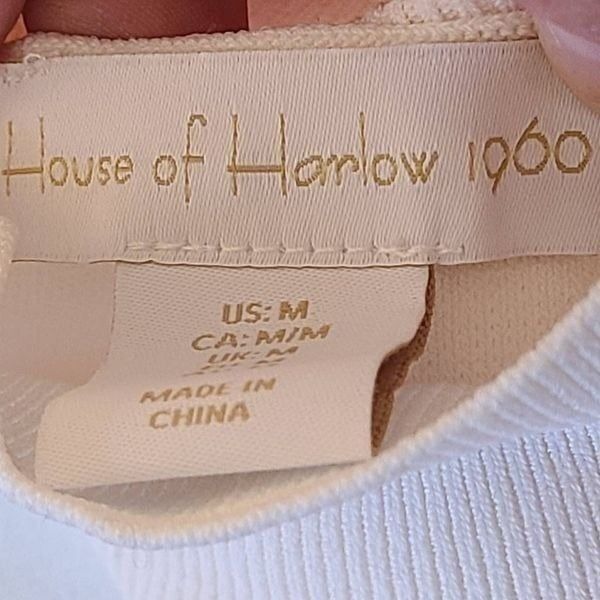 House of Harlow 1960
US: M
CA: M/M
UK: M
MADE IN
CHINA